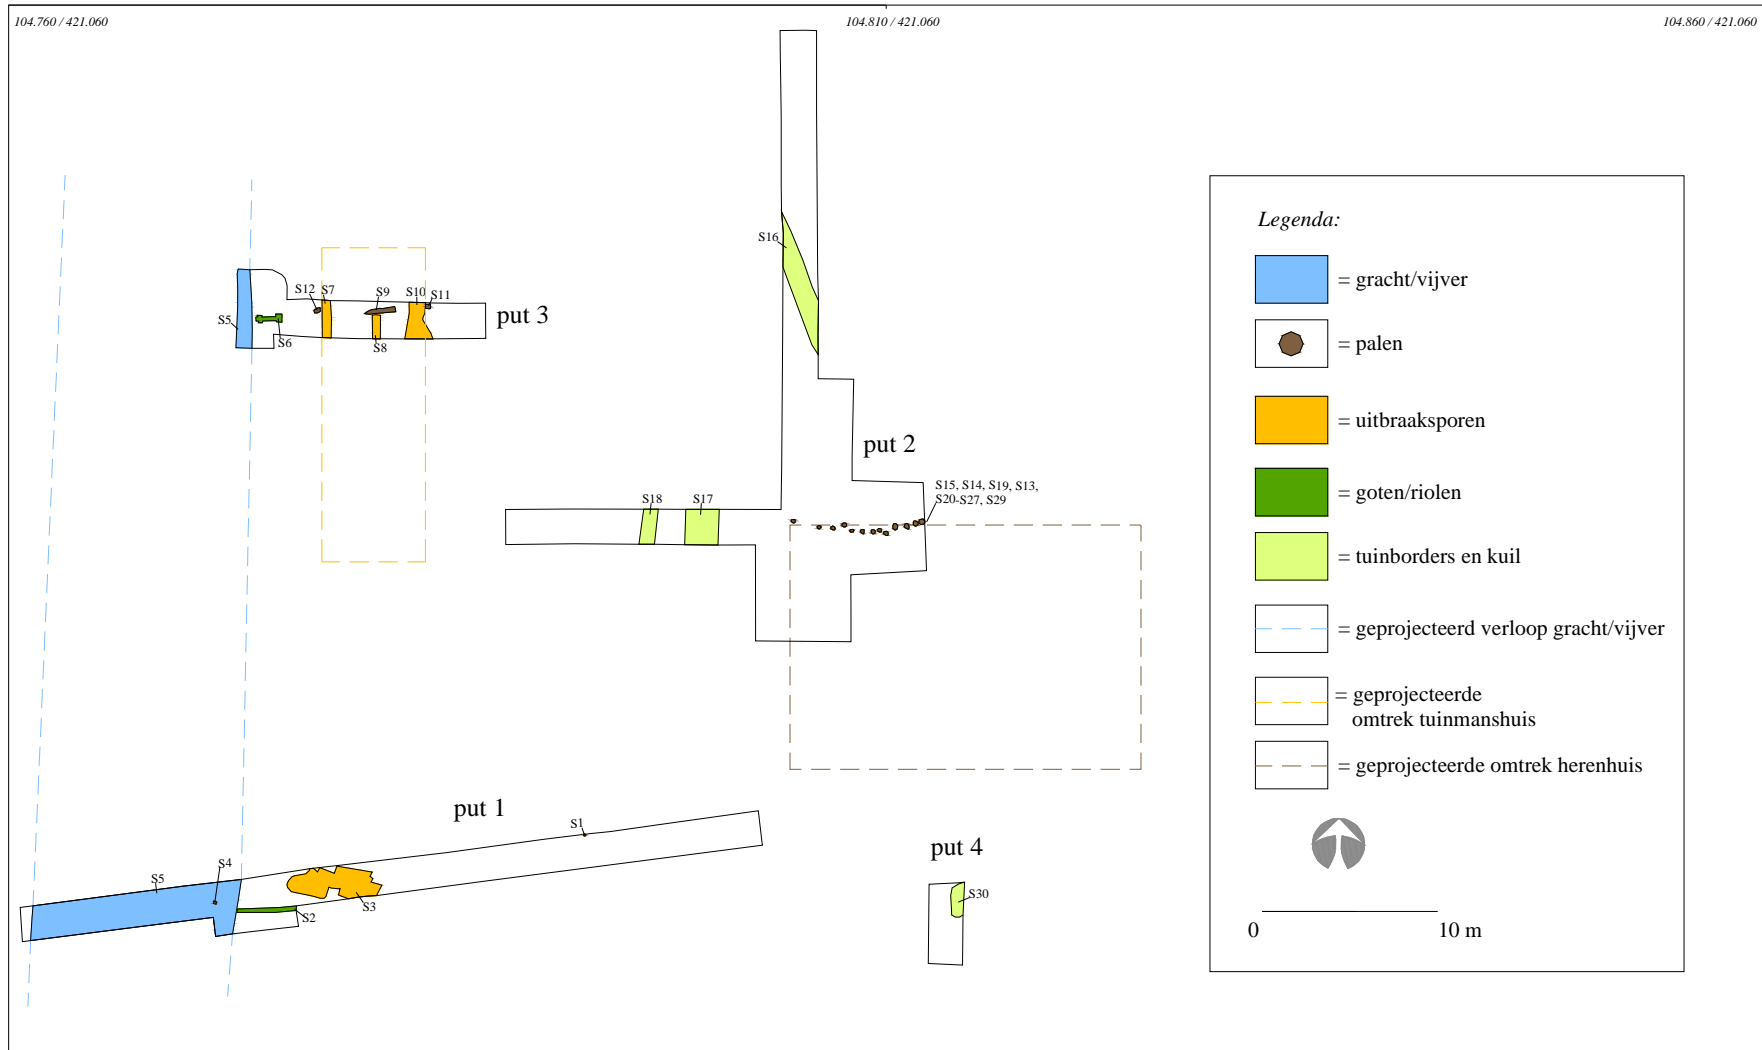 104.760 / 421.060
104.810 / 421.060
104.860 / 421.060
S16
Legenda:
= gracht/vijver
= palen
= uitbraaksporen
= goten/riolen
= tuinborders en kuil
= geprojecteerd verloop gracht/vijver
= geprojecteerde
omtrek tuinmanshuis
= geprojecteerde omtrek herenhuis
0
10 m
S12
S7
S9
S10
S11
put 3
S5
S6
S8
put 2
S18
S17
S15, S14, S19, S13,
S20-S27, S29
put 1
S1
S4
S5
S2
S3
put 4
S30